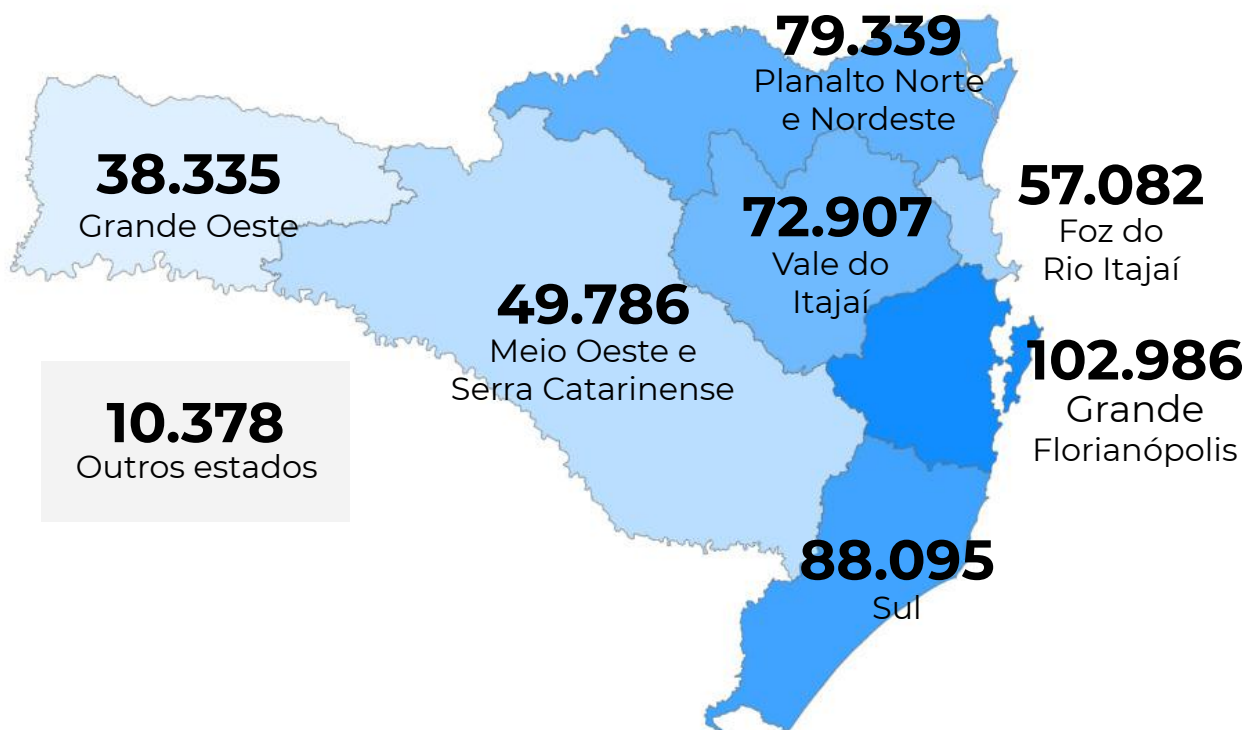 79.339
Planalto Norte
e Nordeste
38.335
Grande Oeste
57.082
Foz do
Rio Itajaí
72.907
Vale do
Itajaí
49.786
Meio Oeste e
Serra Catarinense
102.986
Grande
Florianópolis
10.378
Outros estados
88.095
Sul